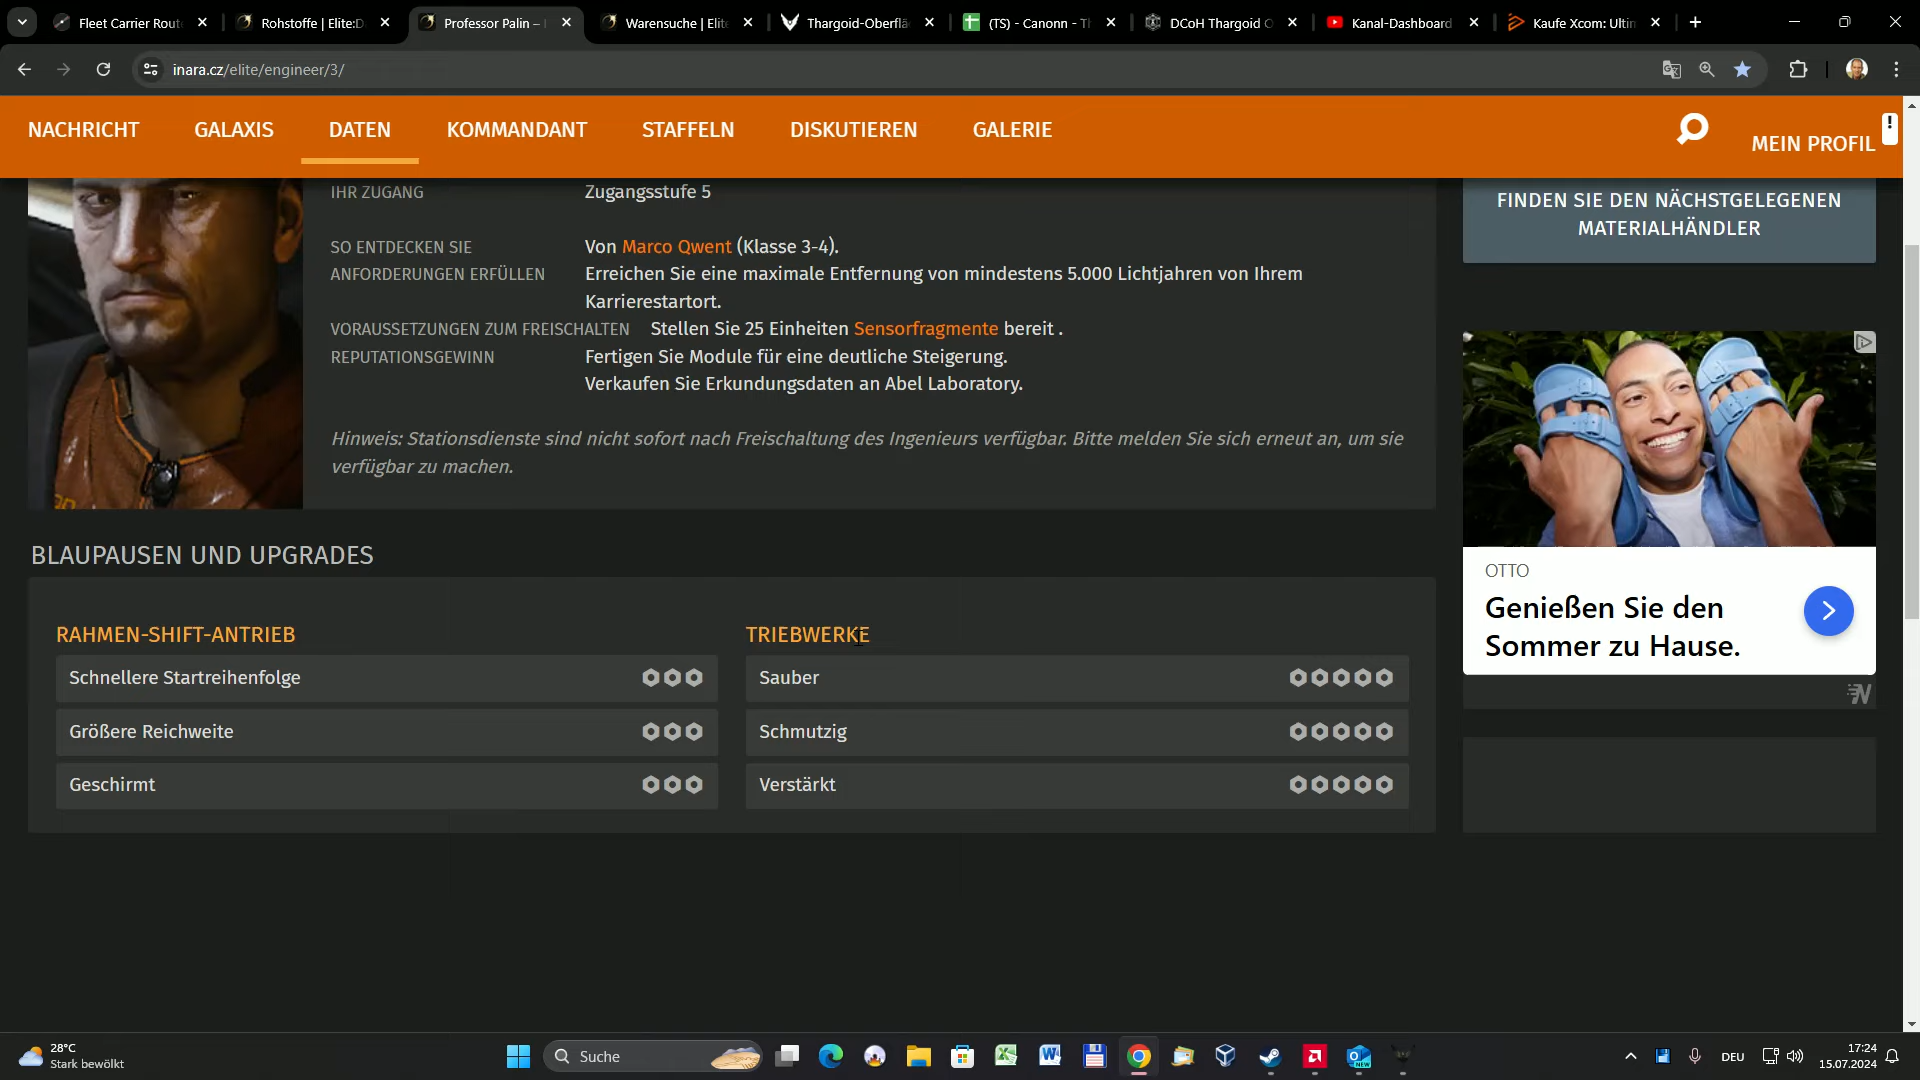 Fleet Carrier Rout
Rohstoffe | Elite:D
Professor Palin –
Warensuche | Elit
Thargoid-Oberflä
(TS) - Canonn - T
DCoH Thargoid
Kanal-Dashboard
Kaufe Xcom: Ultin
inara.cz/elite/engineer/3/
NACHRICHT
GALAXIS
DATEN
KOMMANDANT
STAFFELN
DISKUTIEREN
GALERIE
MEIN PROFIL
!
IHR ZUGANG
Zugangsstufe 5
SO ENTDECKEN SIE
Von Marco Qwent (Klasse 3-4).
ANFORDERUNGEN ERFÜLLEN
Erreichen Sie eine maximale Entfernung von mindestens 5.000 Lichtjahren von Ihrem
Karrierestartort.
VORAUSSETZUNGEN ZUM FREISCHALTEN
Stellen Sie 25 Einheiten Sensorfragmente bereit .
REPUTATIONSGEWINN
Fertigen Sie Module für eine deutliche Steigerung.
Verkaufen Sie Erkundungsdaten an Abel Laboratory.
Hinweis: Stationsdienste sind nicht sofort nach Freischaltung des Ingenieurs verfügbar. Bitte melden Sie sich erneut an, um sie
verfügbar zu machen.
FINDEN SIE DEN NÄCHSTGELEGENEN
MATERIALHÄNDLER
OTTO
Genießen Sie den
Sommer zu Hause.
BLAUPAUSEN UND UPGRADES
RAHMEN-SHIFT-ANTRIEB
Schnellere Startreihenfolge
Größere Reichweite
Geschirmt
TRIEBWERKE
Sauber
Schmutzig
Verstärkt
28°C
Stark bewölkt
Suche
DEU
17:24
15.07.2024